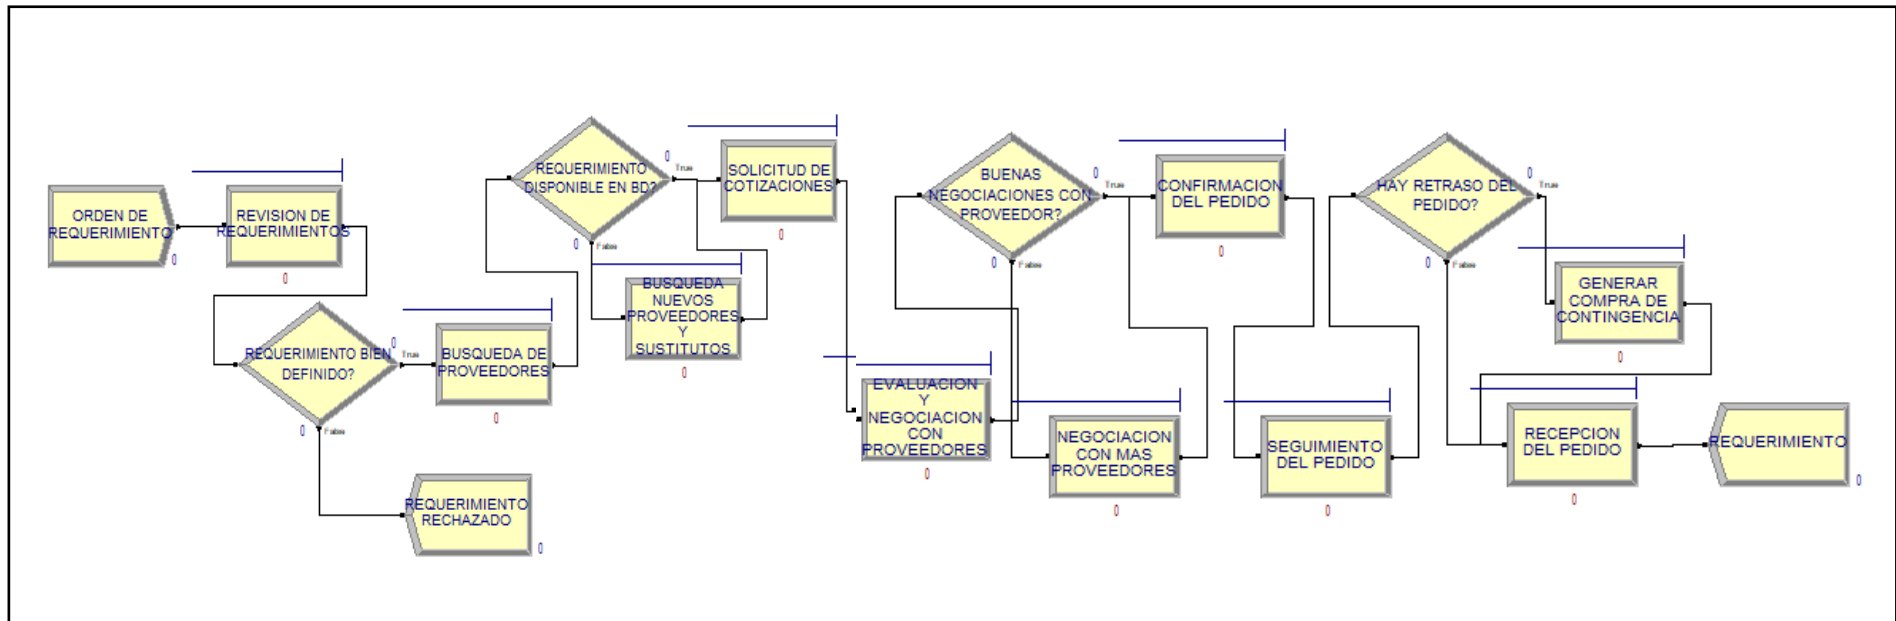 ORDEN DE
REQUERIMIENTO
0
REVISION DE
REQUERIMIENTOS
0
REQUERIMIENTO BIEN
DEFINIDO?
0
True
0
False
REQUERIMIENTO
RECHAZADO
0
BUSQUEDA DE
PROVEEDORES
0
REQUERIMIENTO
DISPONIBLE EN BD?
0
True
0
False
BUSQUEDA
NUEVOS
PROVEEDORES
Y
SUSTITUTOS
0
SOLICITUD DE
COTIZACIONES
0
EVALUACION
Y
NEGOCIACION
CON
PROVEEDORES
0
BUENAS
NEGOCIACIONES CON
PROVEEDOR?
0
True
0
False
NEGOCIACION
CON MAS
PROVEEDORES
0
CONFIRMACION
DEL PEDIDO
0
SEGUIMIENTO
DEL PEDIDO
0
HAY RETRASO DEL
PEDIDO?
0
True
0
False
GENERAR
COMPRA DE
CONTINGENCIA
0
RECEPCION
DEL PEDIDO
0
REQUERIMIENTO
0